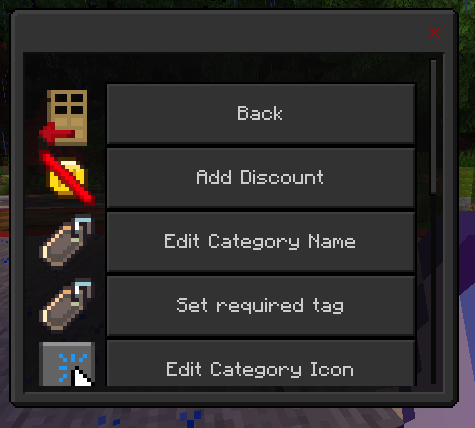 Back
Add Discount
Edit Category Name
Set required tag
Edit Category Icon